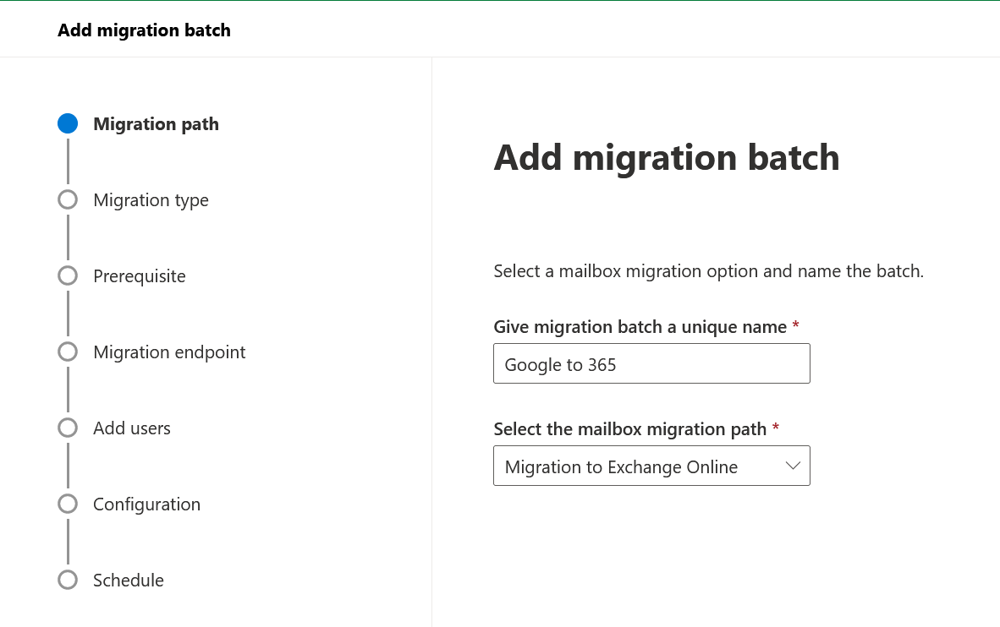 Add migration batch
Migration path
Migration type
Prerequisite
Migration endpoint
Add users
Configuration
Schedule
Add migration batch
Select a mailbox migration option and name the batch.
Give migration batch a unique name *
Google to 365
Select the mailbox migration path *
Migration to Exchange Online